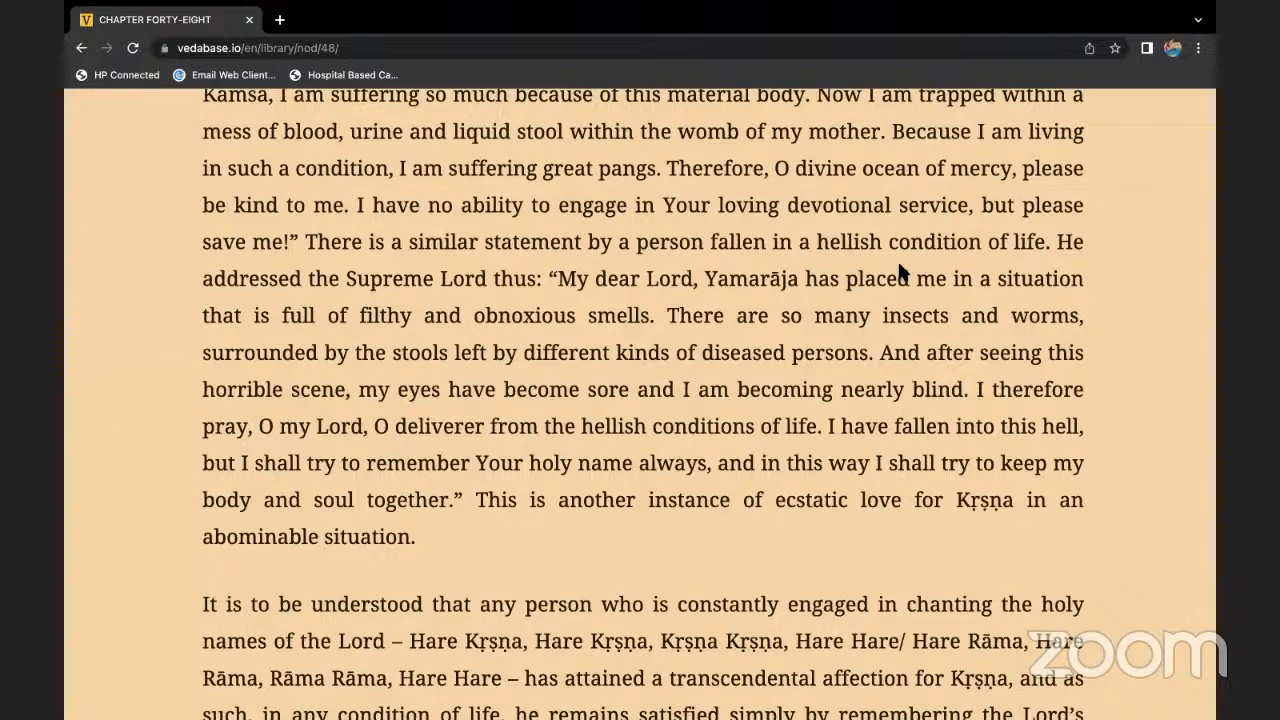 CHAPTER FORTY-EIGHT
vedabase.io/en/library/nod/48/
HP Connected
Email Web Client...
Hospital Based Ca...
Kaṁsa, I am suffering so much because of this material body. Now I am trapped within a
mess of blood, urine and liquid stool within the womb of my mother. Because I am living
in such a condition, I am suffering great pangs. Therefore, O divine ocean of mercy, please
be kind to me. I have no ability to engage in Your loving devotional service, but please
save me!” There is a similar statement by a person fallen in a hellish condition of life. He
addressed the Supreme Lord thus: “My dear Lord, Yamarāja has placed me in a situation
that is full of filthy and obnoxious smells. There are so many insects and worms,
surrounded by the stools left by different kinds of diseased persons. And after seeing this
horrible scene, my eyes have become sore and I am becoming nearly blind. I therefore
pray, O my Lord, O deliverer from the hellish conditions of life. I have fallen into this hell,
but I shall try to remember Your holy name always, and in this way I shall try to keep my
body and soul together.” This is another instance of ecstatic love for Kṛṣṇa in an
abominable situation.
It is to be understood that any person who is constantly engaged in chanting the holy
names of the Lord – Hare Kṛṣṇa, Hare Kṛṣṇa, Kṛṣṇa Kṛṣṇa, Hare Hare/ Hare Rāma, Hare
Rāma, Rāma Rāma, Hare Hare – has attained a transcendental affection for Kṛṣṇa, and as
such, in any condition of life, he remains satisfied simply by remembering the Lord’s
zoom